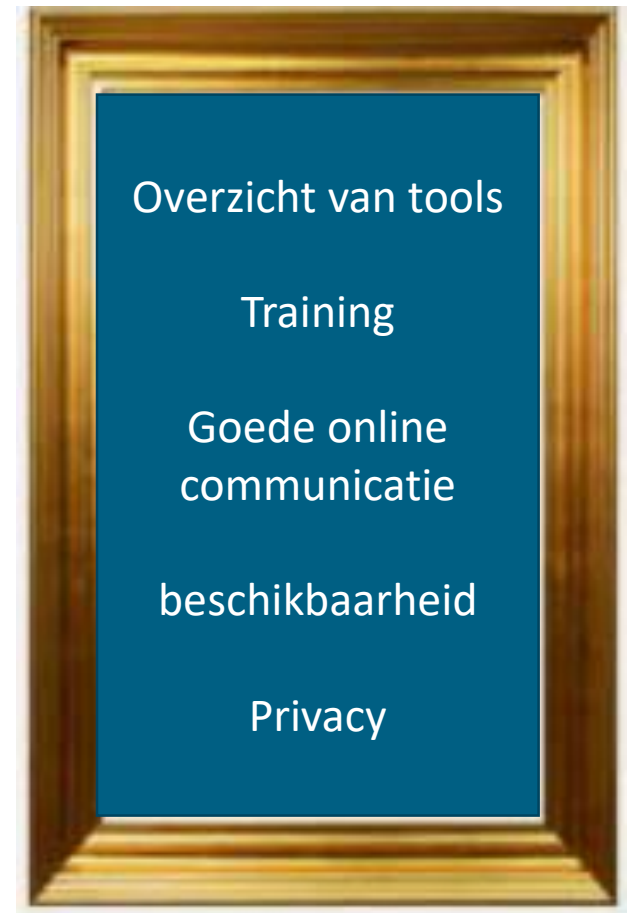 Overzicht van tools
Training
Goede online
communicatie
beschikbaarheid
Privacy